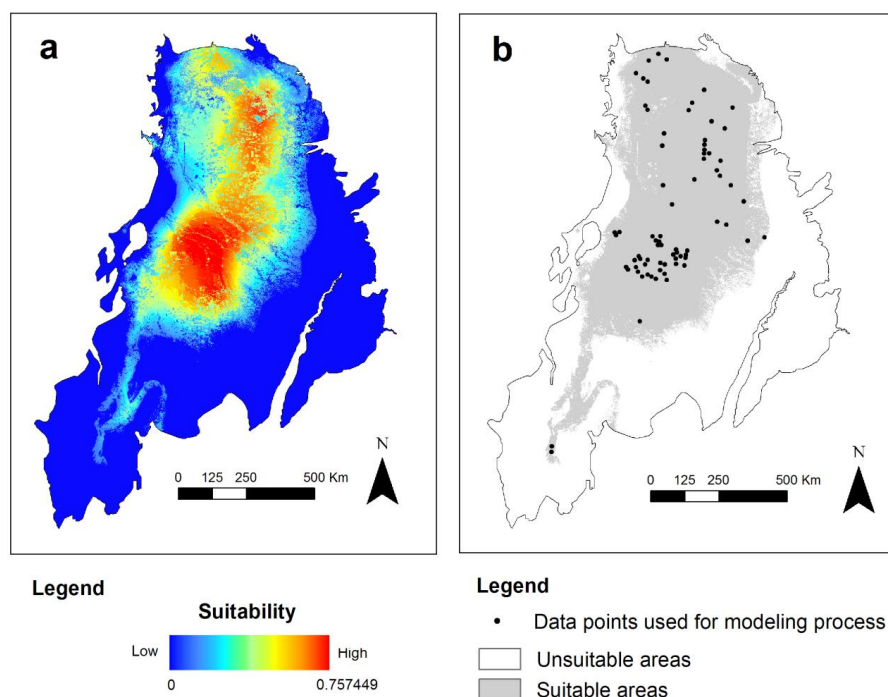 a
b
N
0 125 250 500 Km
N
0 125 250 500 Km
Legend
Suitability
Low High
0 0.757449
Legend
Data points used for modeling process
Unsuitable areas
Suitable areas